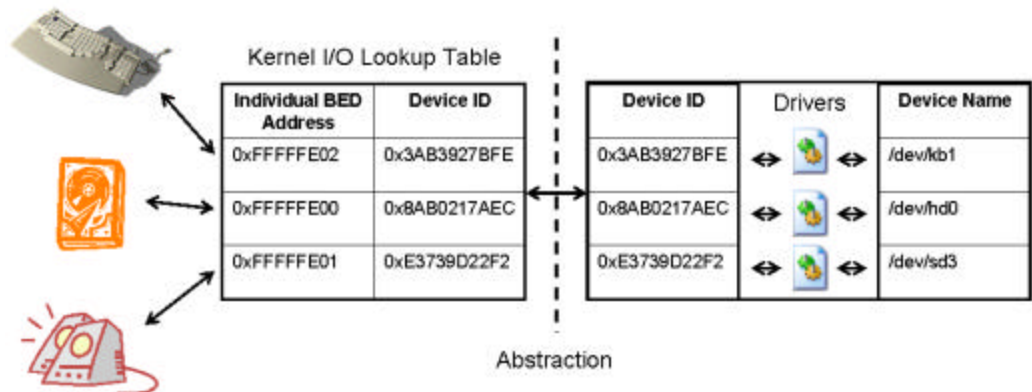 Kernel I/O Lookup Table
Individual BED Address Device ID
0xFFFFFE02 0x3AB3927BFE
0xFFFFFE00 0x8AB0217AEC
0xFFFFFE01 0xE3739D22F2
Device ID Drivers Device Name
0x3AB3927BFE /dev/kb1
0x8AB0217AEC /dev/hd0
0xE3739D22F2 /dev/sd3
Abstraction